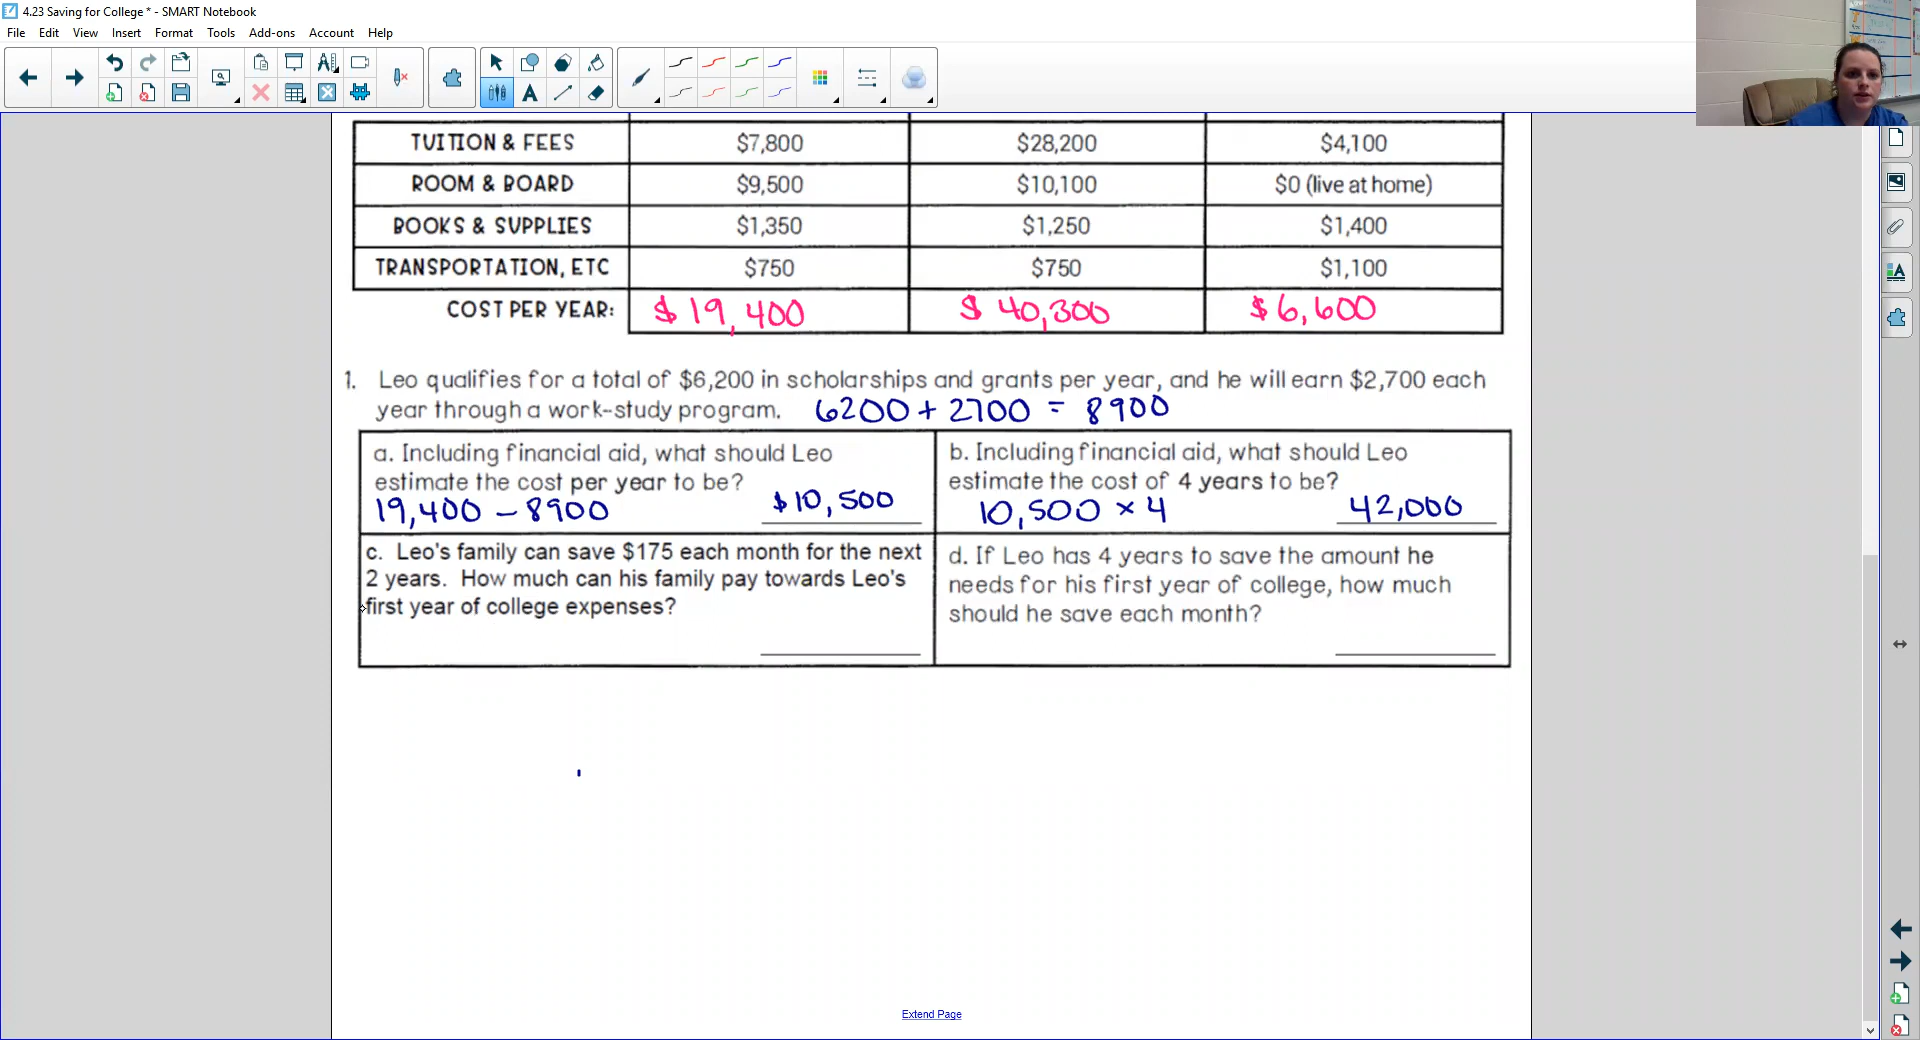 4.23 Saving for College * - SMART Notebook
File Edit View Insert Format Tools Add-ons Account Help
TUITION & FEES $7,800 $28,200 $4,100
ROOM & BOARD $9,500 $10,100 $0 (live at home)
BOOKS & SUPPLIES $1,350 $1,250 $1,400
TRANSPORTATION, ETC $750 $750 $1,100
COST PER YEAR: $19,400 $40,300 $6,600
1. Leo qualifies for a total of $6,200 in scholarships and grants per year, and he will earn $2,700 each
year through a work-study program. 6200 + 2700 = 8900
a. Including financial aid, what should Leo
estimate the cost per year to be?
19,400 - 8900 $10,500
b. Including financial aid, what should Leo
estimate the cost of 4 years to be?
10,500 × 4 42,000
c. Leo's family can save $175 each month for the next
2 years. How much can his family pay towards Leo's
first year of college expenses?
d. If Leo has 4 years to save the amount he
needs for his first year of college, how much
should he save each month?
Extend Page